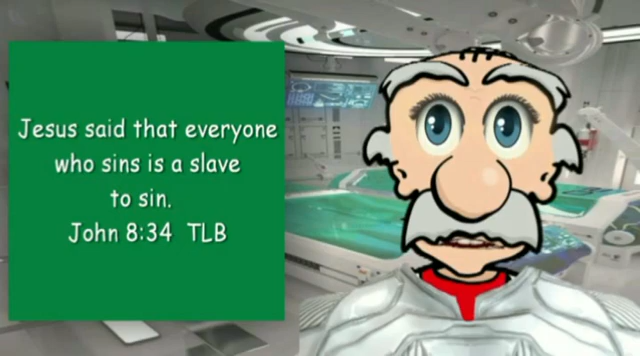 Jesus said that everyone
who sins is a slave
to sin.
John 8:34 TLB